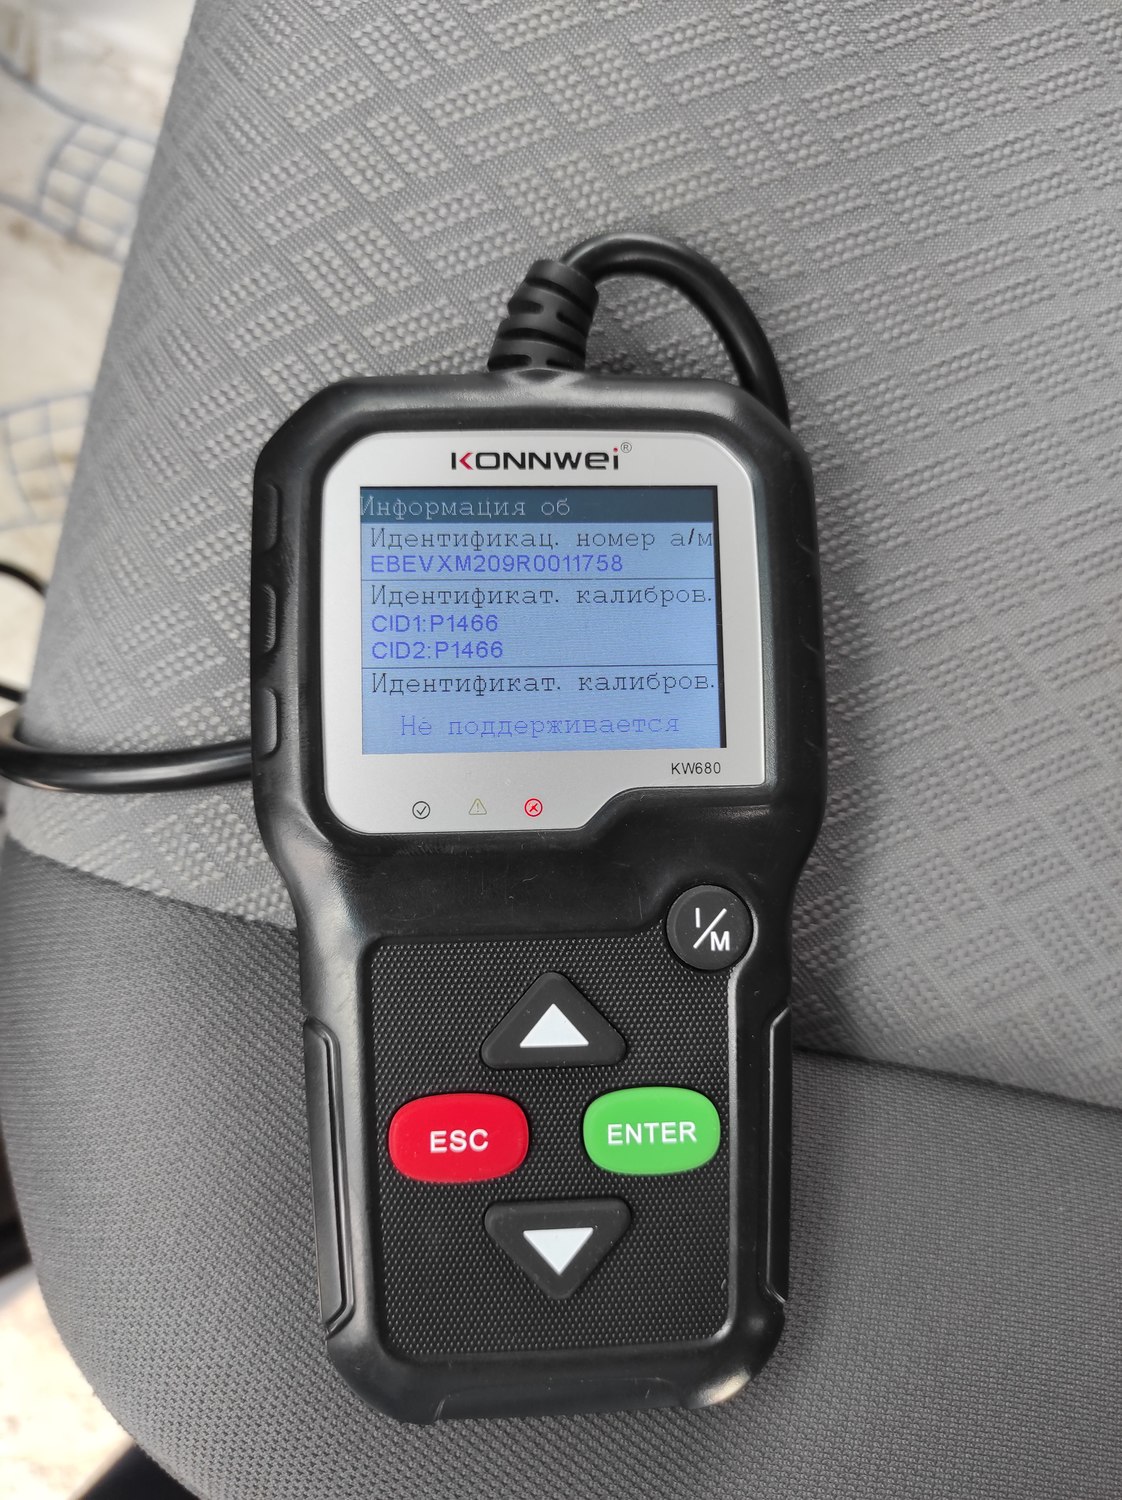 KONNWEI®
Информация об
Идентификац. номер а/м
EBEVXM209R0011758
Идентификат. калибров.
CID1:P1466
CID2:P1466
Идентификат. калибров.
Не поддерживается
KW680
I/M
ESC
ENTER